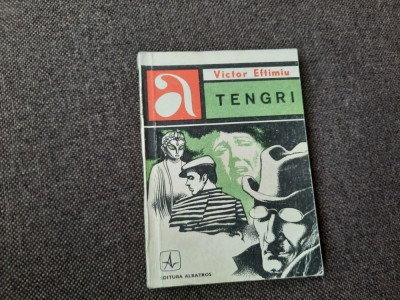 a
Victor Eftimiu
TENGRI
EDITURA ALBATROS